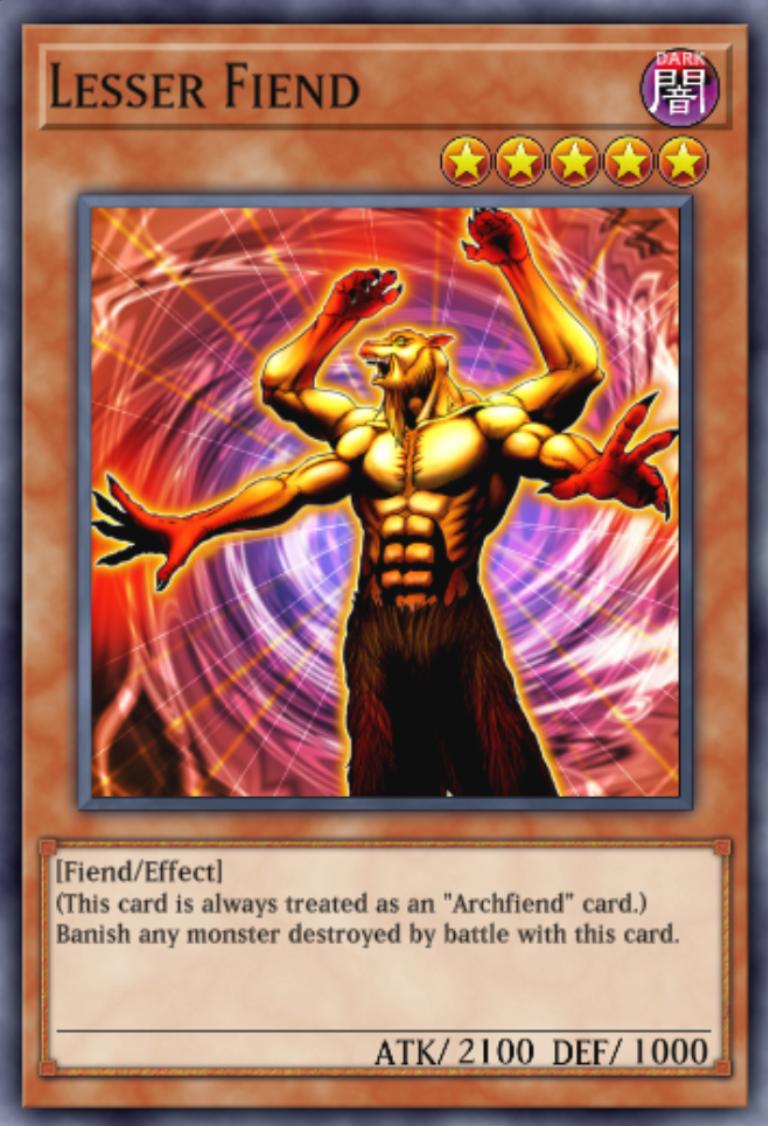 Lesser Fiend
DARK
闇
[Fiend/Effect]
(This card is always treated as an "Archfiend" card.)
Banish any monster destroyed by battle with this card.
ATK/ 2100 DEF/ 1000